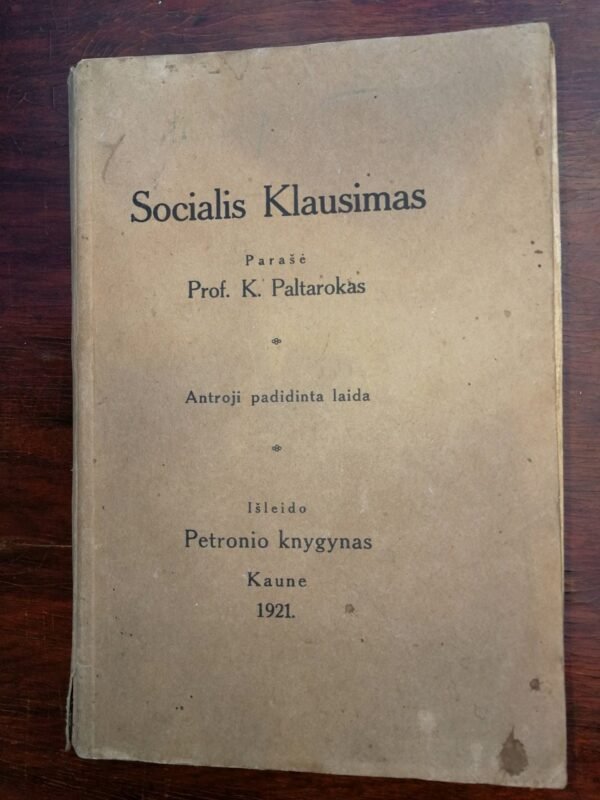 Socialis Klausimas
Parašė
Prof. K. Paltarokas
Antroji padidinta laida
Išleido
Petronio knygynas
Kaune
1921.